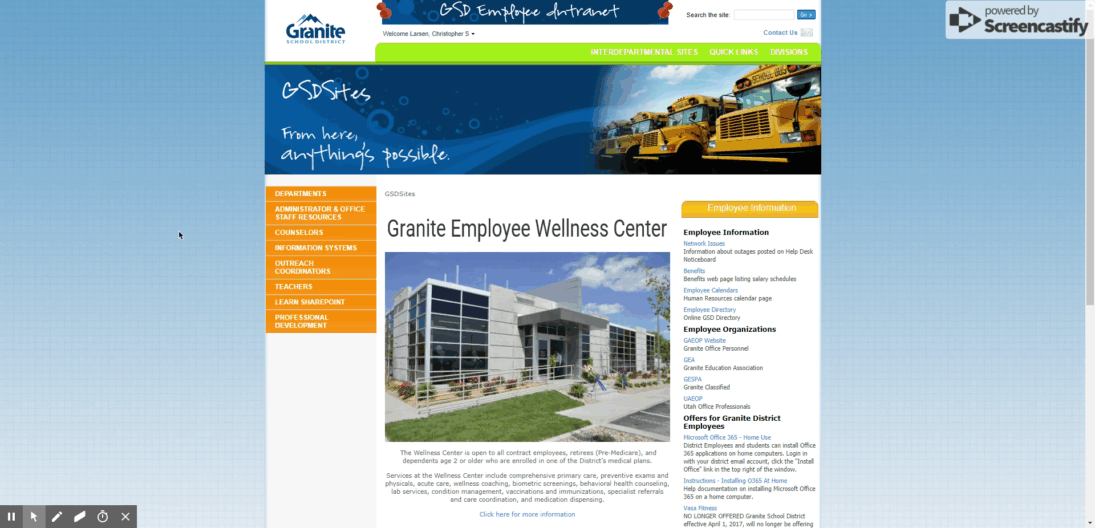 Granite
SCHOOL DISTRICT
GSD Employee Intranet
Search the site:
Go >
powered by
Screencastify
Welcome Larsen, Christopher S
Contact Us
INTERDEPARTMENTAL SITES QUICK LINKS DIVISIONS
GSDSites
From here,
anything's possible.
SCHOOL BUS
DEPARTMENTS
ADMINISTRATOR & OFFICE
STAFF RESOURCES
COUNSELORS
INFORMATION SYSTEMS
OUTREACH
COORDINATORS
TEACHERS
LEARN SHAREPOINT
PROFESSIONAL
DEVELOPMENT
GSDSites
Granite Employee Wellness Center
The Wellness Center is open to all contract employees, retirees (Pre-Medicare), and
dependents age 2 or older who are enrolled in one of the District's medical plans.
Services at the Wellness Center include comprehensive primary care, preventive exams and
physicals, acute care, wellness coaching, biometric screenings, behavioral health counseling,
lab services, condition management, vaccinations and immunizations, specialist referrals
and care coordination, and medication dispensing.
Click here for more information
Employee Information
Employee Information
Network Issues
Information about outages posted on Help Desk
Noticeboard
Benefits
Benefits web page listing salary schedules
Employee Calendars
Human Resources calendar page
Employee Directory
Online GSD Directory
Employee Organizations
GAEOP Website
Granite Office Personnel
GEA
Granite Education Association
GESPA
Granite Classified
UAEOP
Utah Office Professionals
Offers for Granite District
Employees
Microsoft Office 365 - Home Use
District Employees and students can install Office
365 applications on home computers. Login in
with your district email account, click the "Install
Office" link in the top right of the window.
Instructions - Installing O365 At Home
Help documentation on installing Microsoft Office
365 on a home computer.
Vasa Fitness
NO LONGER OFFERED Granite School District
effective April 1, 2017, will no longer be offering